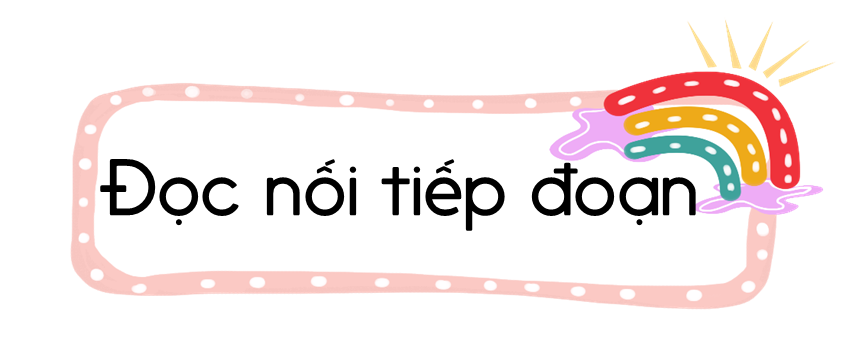 Đọc nối tiếp đoạn